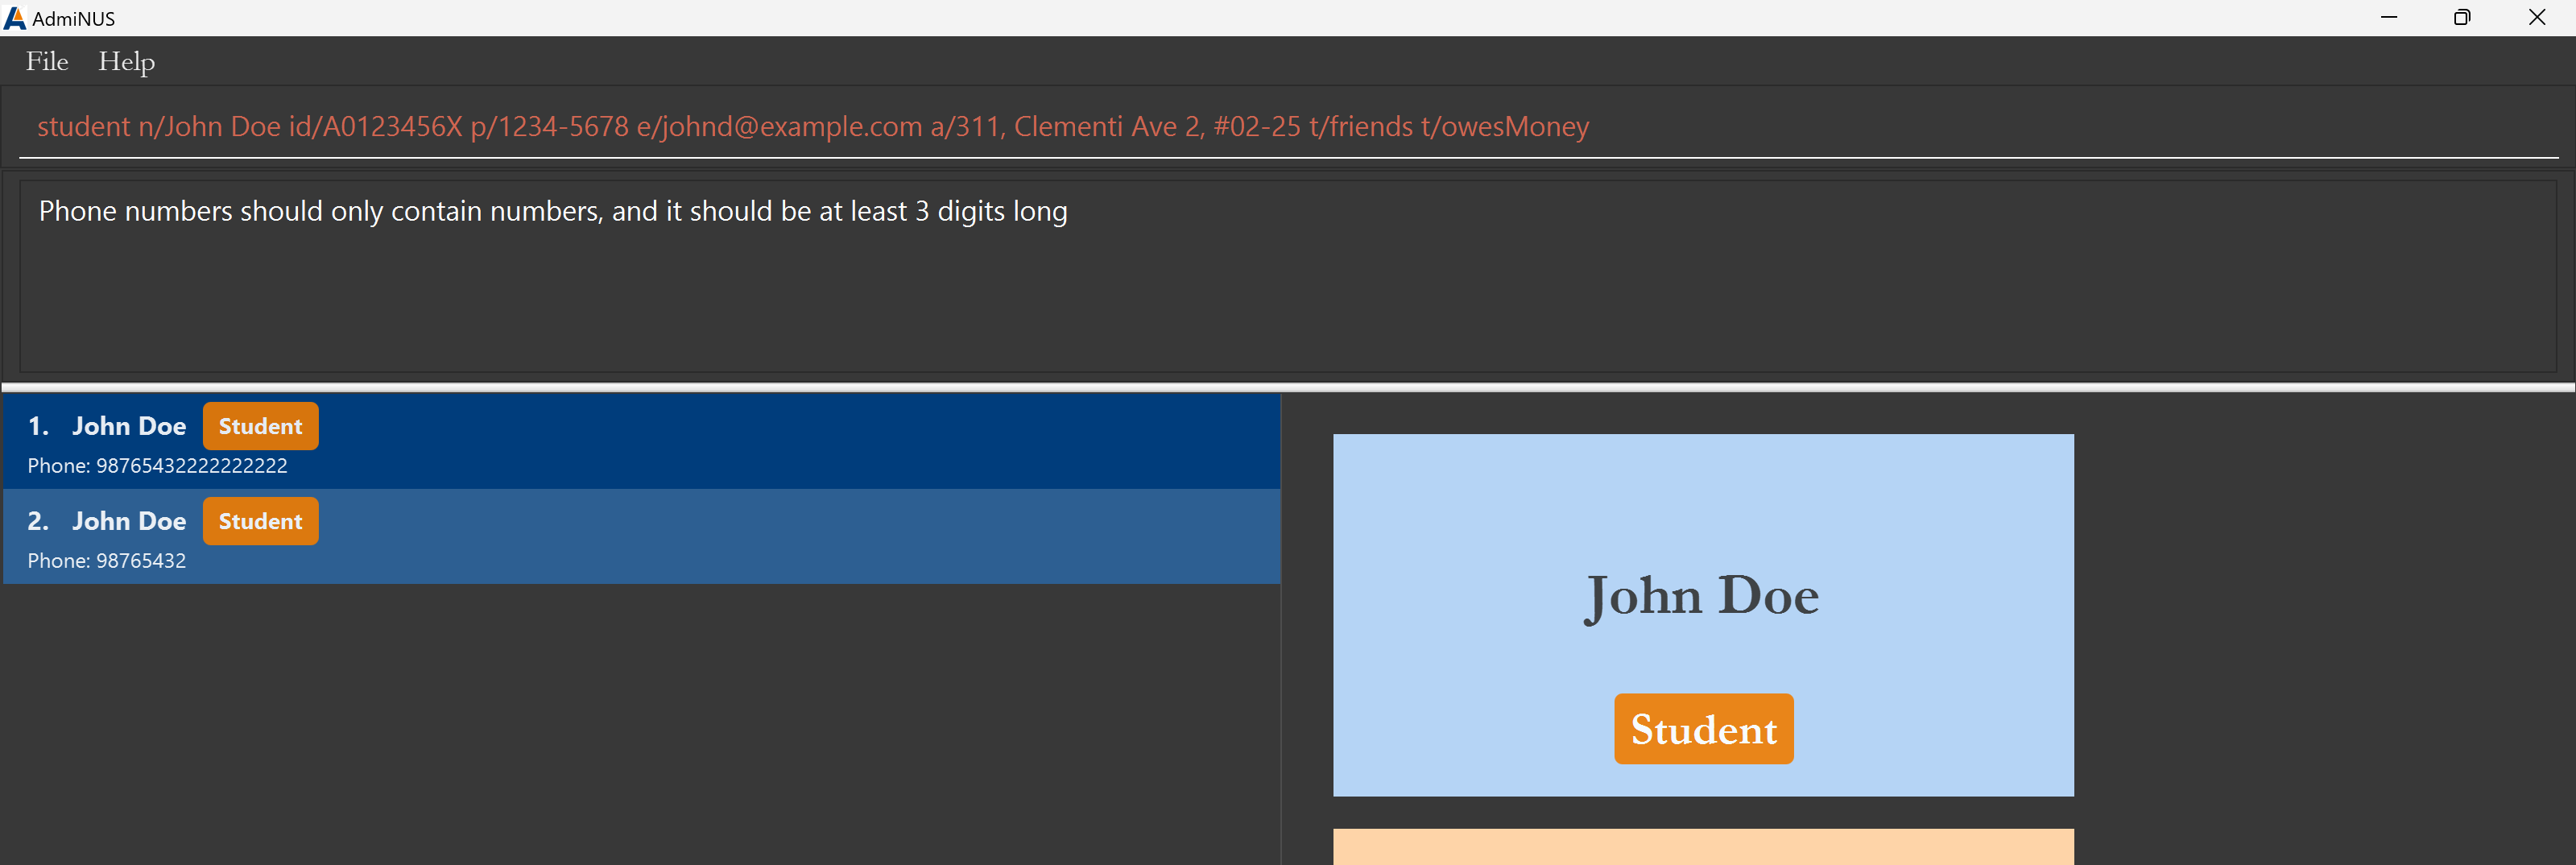 AdmiNUS
File Help
student n/John Doe id/A0123456X p/1234-5678 e/johnd@example.com a/311, Clementi Ave 2, #02-25 t/friends t/owesMoney
Phone numbers should only contain numbers, and it should be at least 3 digits long
1. John Doe Student
Phone: 98765432222222222
2. John Doe Student
Phone: 98765432
John Doe
Student